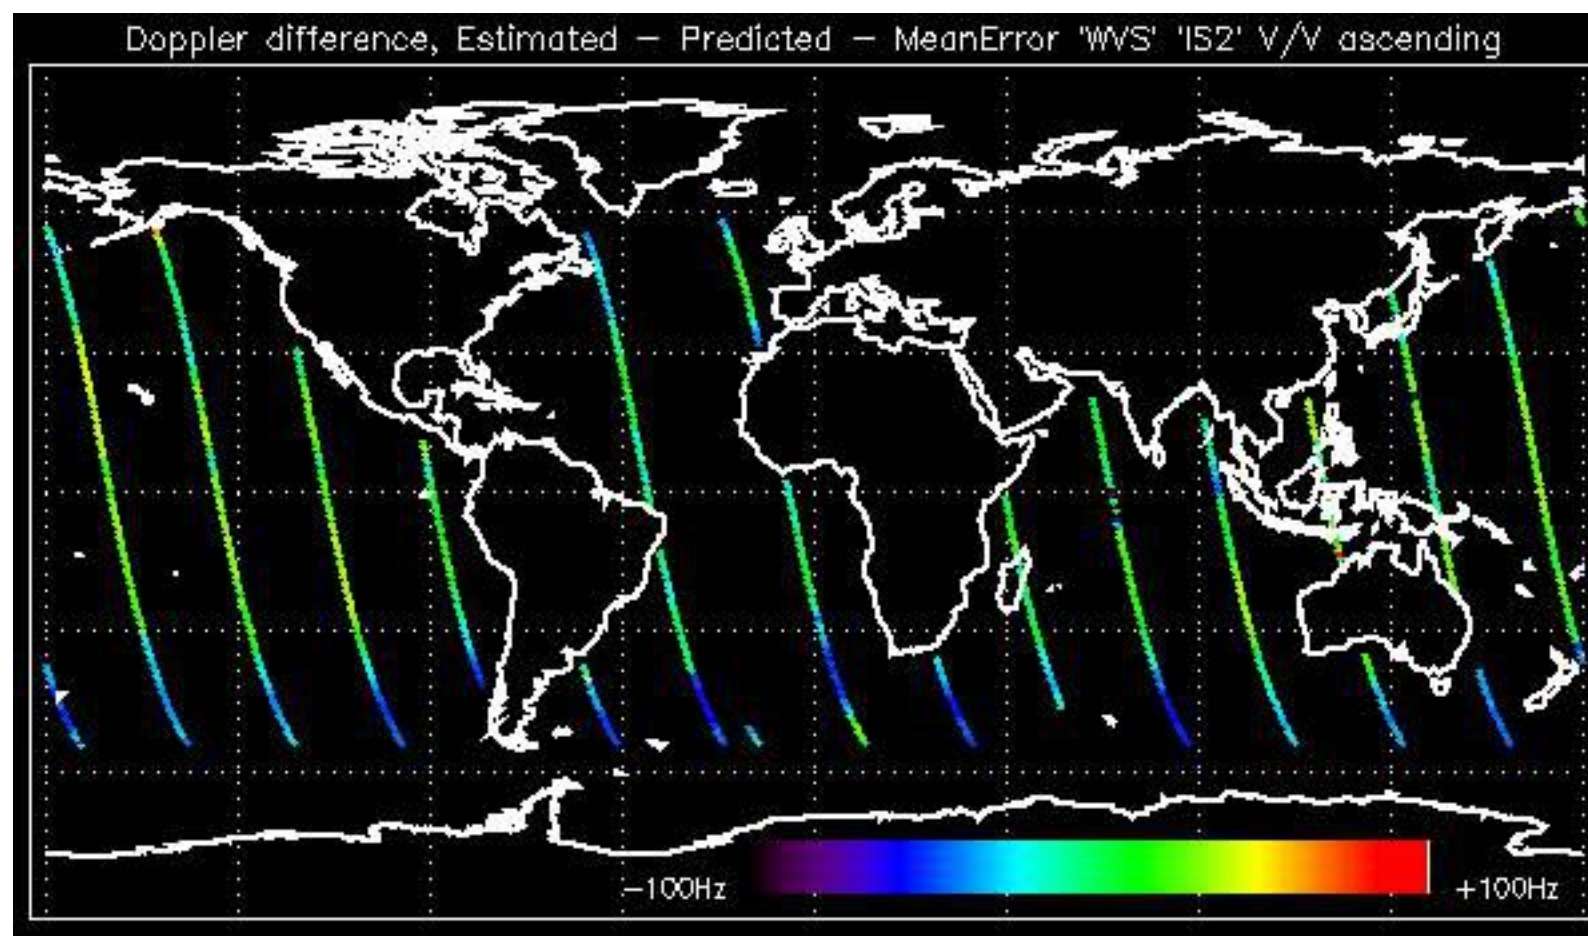 Doppler difference, Estimated – Predicted – MeanError 'WVS' 'IS2' V/V ascending
-100Hz +100Hz